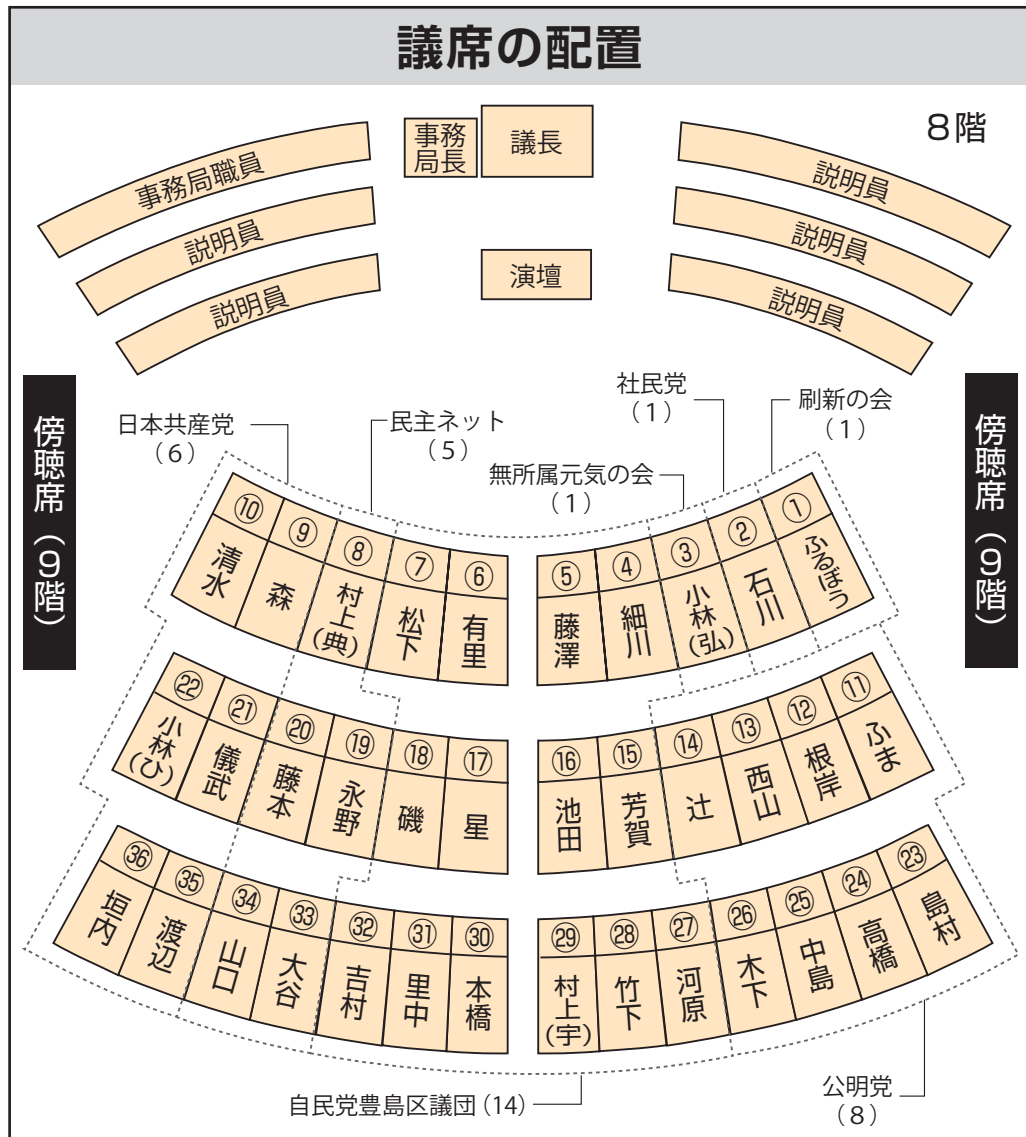 議席の配置
8階
事務
局長
議長
事務局職員
説明員
説明員
説明員
説明員
説明員
演壇
傍聴席（9階）
傍聴席（9階）
日本共産党
（6）
民主ネット
（5）
無所属元気の会
（1）
社民党
（1）
刷新の会
（1）
⑩ 清水
⑨ 森
⑧ 村上(典)
⑦ 松下
⑥ 有里
⑤ 藤澤
④ 細川
③ 小林(弘)
② 石川
① ふるぼう
㉒ 小林(ひ)
㉑ 儀武
⑳ 藤本
⑲ 永野
⑱ 磯
⑰ 星
⑯ 池田
⑮ 芳賀
⑭ 辻
⑬ 西山
⑫ 根岸
⑪ ふま
㊱ 垣内
㉟ 渡辺
㉞ 山口
㉝ 大谷
㉜ 吉村
㉛ 里中
㉚ 本橋
㉙ 村上(宇)
㉘ 竹下
㉗ 河原
㉖ 木下
㉕ 中島
㉔ 高橋
㉓ 島村
自民党豊島区議団（14）
公明党
（8）